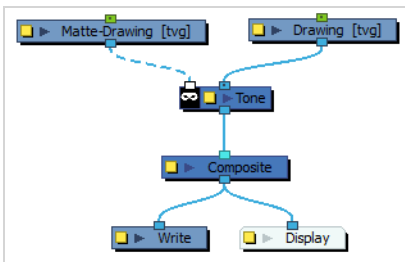 Matte-Drawing [tvg]
Drawing [tvg]
Tone
Composite
Write
Display